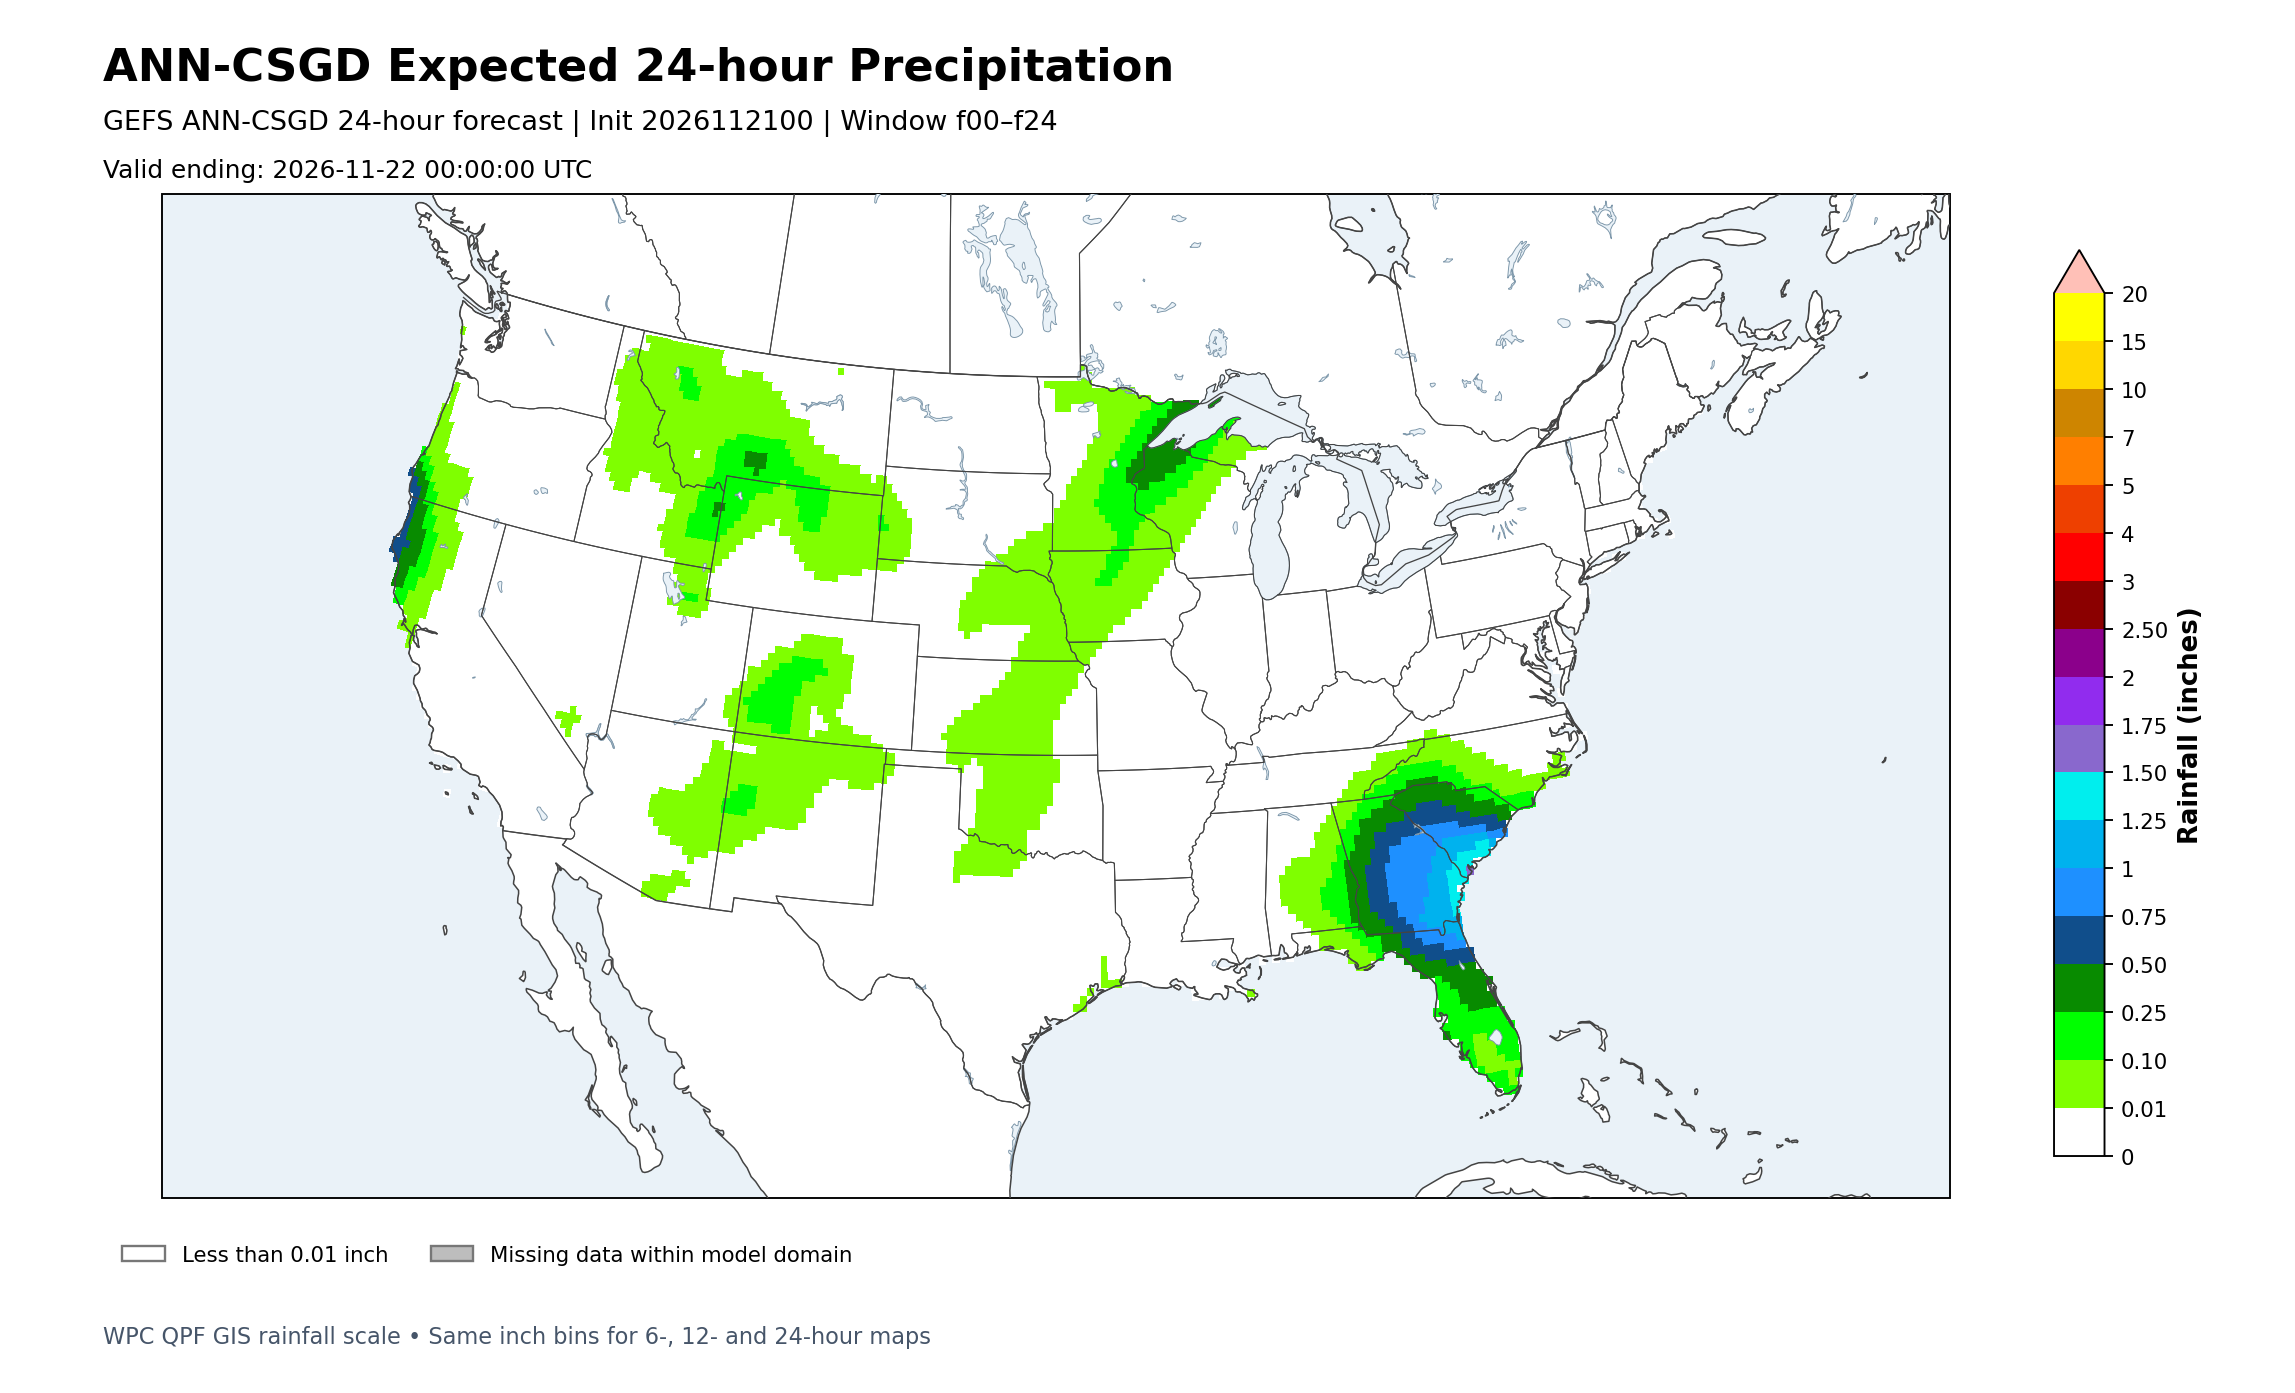 ANN-CSGD Expected 24-hour Precipitation
GEFS ANN-CSGD 24-hour forecast | Init 2026112100 | Window f00–f24
Valid ending: 2026-11-22 00:00:00 UTC
20
15
10
7
5
4
3
2.50
2
1.75
1.50
1.25
1
0.75
0.50
0.25
0.10
0.01
0
Rainfall (inches)
Less than 0.01 inch
Missing data within model domain
WPC QPF GIS rainfall scale • Same inch bins for 6-, 12- and 24-hour maps